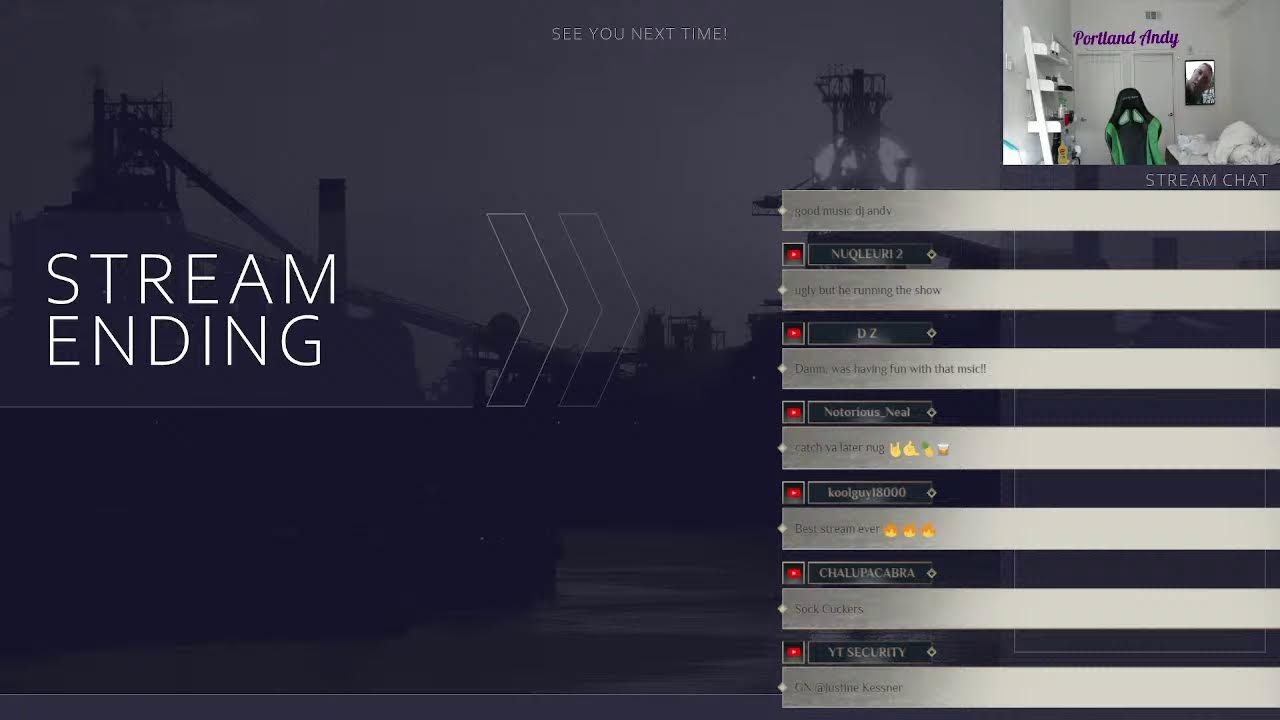 SEE YOU NEXT TIME!
Portland Andy
STREAM CHAT
STREAM
ENDING
good music dj andy
NUQLEUR1 2
ugly but he running the show
D Z
Damn, was having fun with that msic!!
Notorious_Neal
catch ya later nug 🤘🤙🍍🥃
koolguy18000
Best stream ever 🔥 🔥 🔥
CHALUPACABRA
Sock Cuckers
YT SECURITY
GN @Justine Kessner